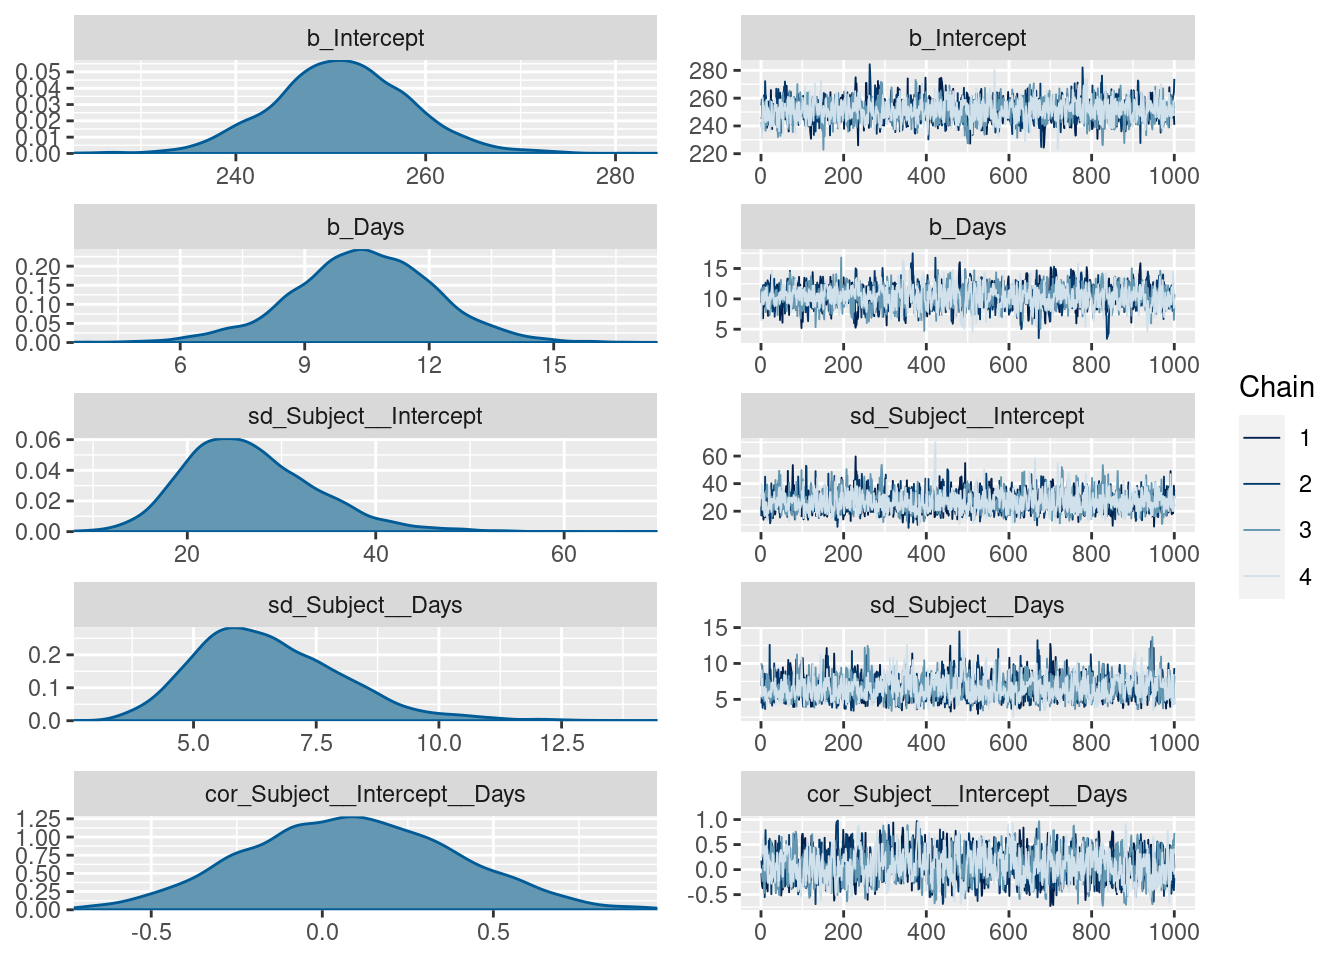 b_Intercept
0.05
0.04
0.03
0.02
0.01
0.00
240 260 280
b_Intercept
280
260
240
220
0 200 400 600 800 1000
b_Days
0.20
0.15
0.10
0.05
0.00
6 9 12 15
b_Days
15
10
5
0 200 400 600 800 1000
sd_Subject__Intercept
0.06
0.04
0.02
0.00
20 40 60
sd_Subject__Intercept
60
40
20
0 200 400 600 800 1000
sd_Subject__Days
0.2
0.1
0.0
5.0 7.5 10.0 12.5
sd_Subject__Days
15
10
5
0 200 400 600 800 1000
cor_Subject__Intercept__Days
1.25
1.00
0.75
0.50
0.25
0.00
-0.5 0.0 0.5
cor_Subject__Intercept__Days
1.0
0.5
0.0
-0.5
0 200 400 600 800 1000
Chain
1
2
3
4